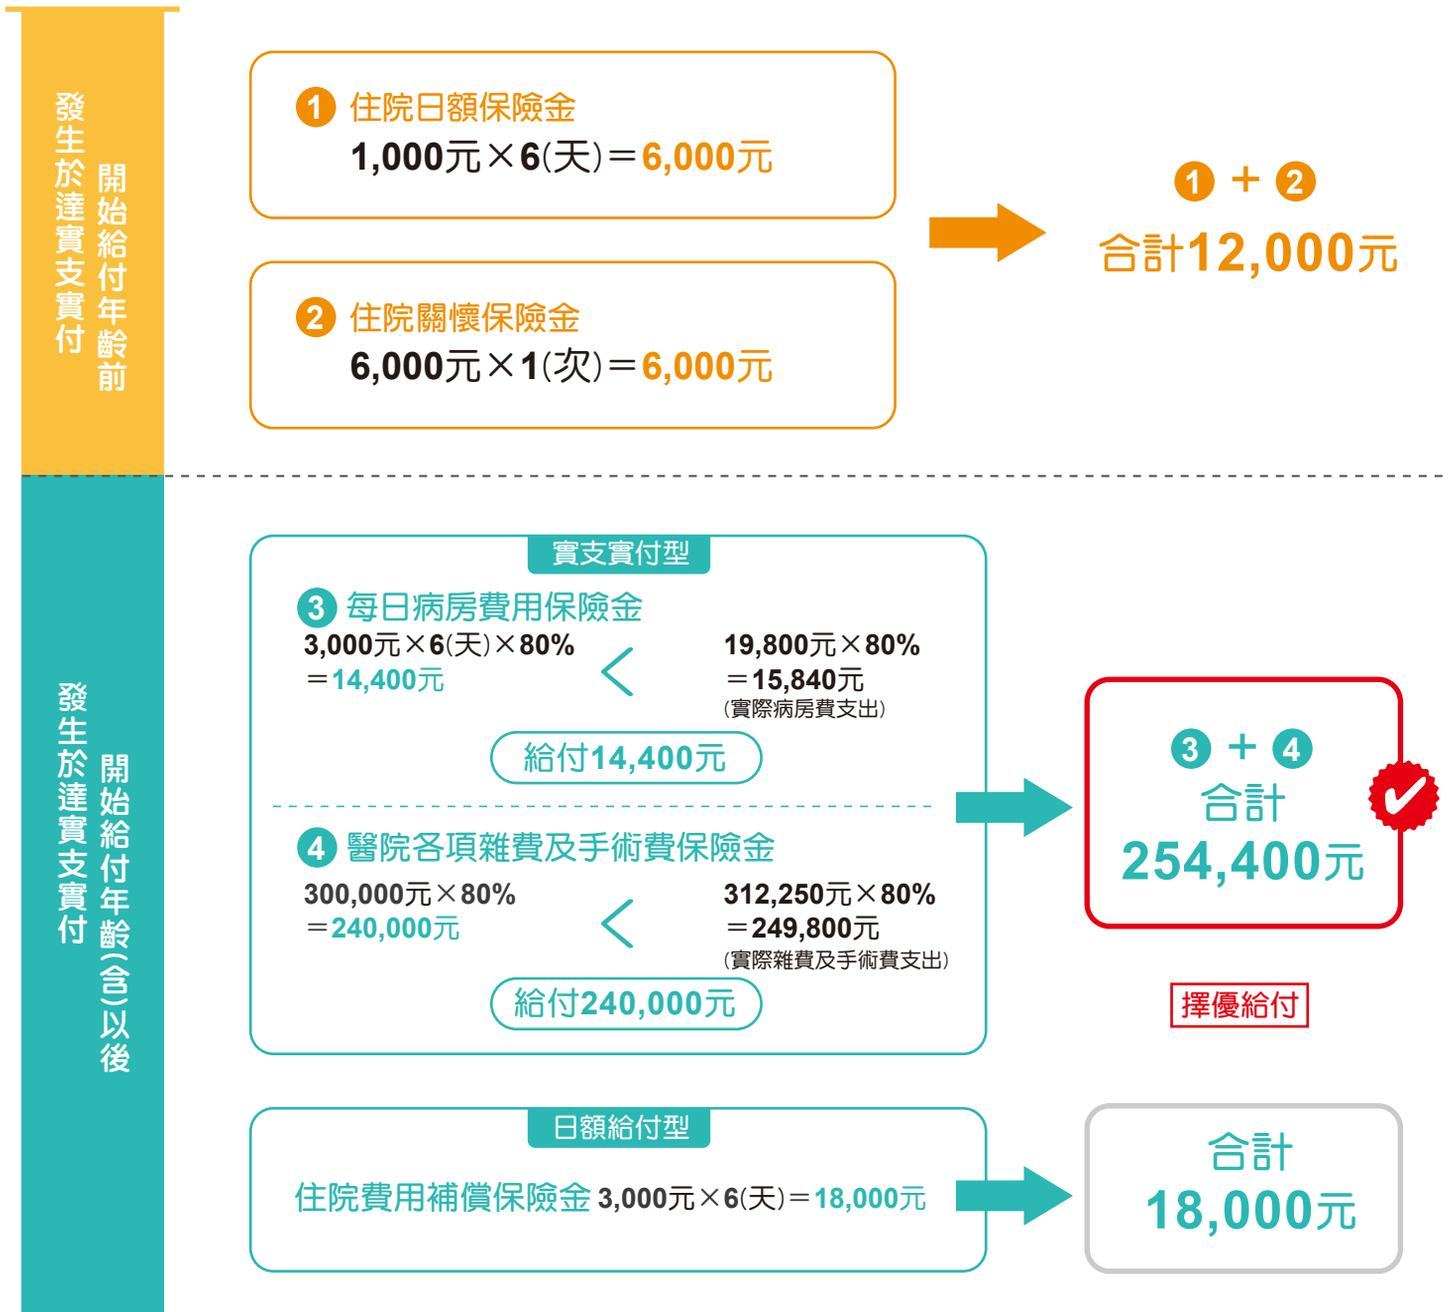 發生於達實支實付
開始給付年齡前
1 住院日額保險金
1,000元×6(天)＝6,000元
2 住院關懷保險金
6,000元×1(次)＝6,000元
1 + 2
合計12,000元
發生於達實支實付
開始給付年齡(含)以後
實支實付型
3 每日病房費用保險金
3,000元×6(天)×80%
＝14,400元
<
19,800元×80%
＝15,840元
(實際病房費支出)
給付14,400元
4 醫院各項雜費及手術費保險金
300,000元×80%
＝240,000元
<
312,250元×80%
＝249,800元
(實際雜費及手術費支出)
給付240,000元
3 + 4
合計
254,400元
擇優給付
日額給付型
住院費用補償保險金 3,000元×6(天)＝18,000元
合計
18,000元